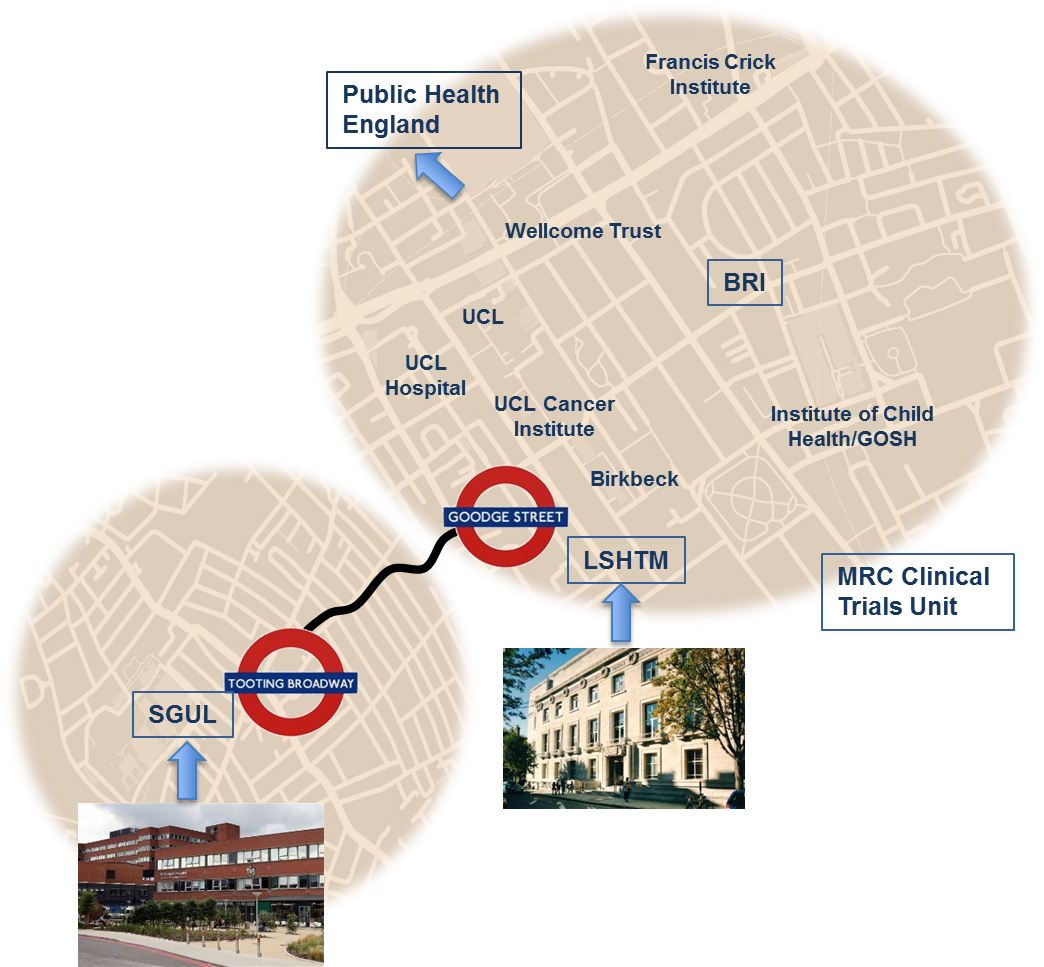 Francis Crick
Institute
Public Health
England
Wellcome Trust
BRI
UCL
UCL
Hospital
UCL Cancer
Institute
Institute of Child
Health/GOSH
Birkbeck
GOODGE STREET
LSHTM
MRC Clinical
Trials Unit
TOOTING BROADWAY
SGUL